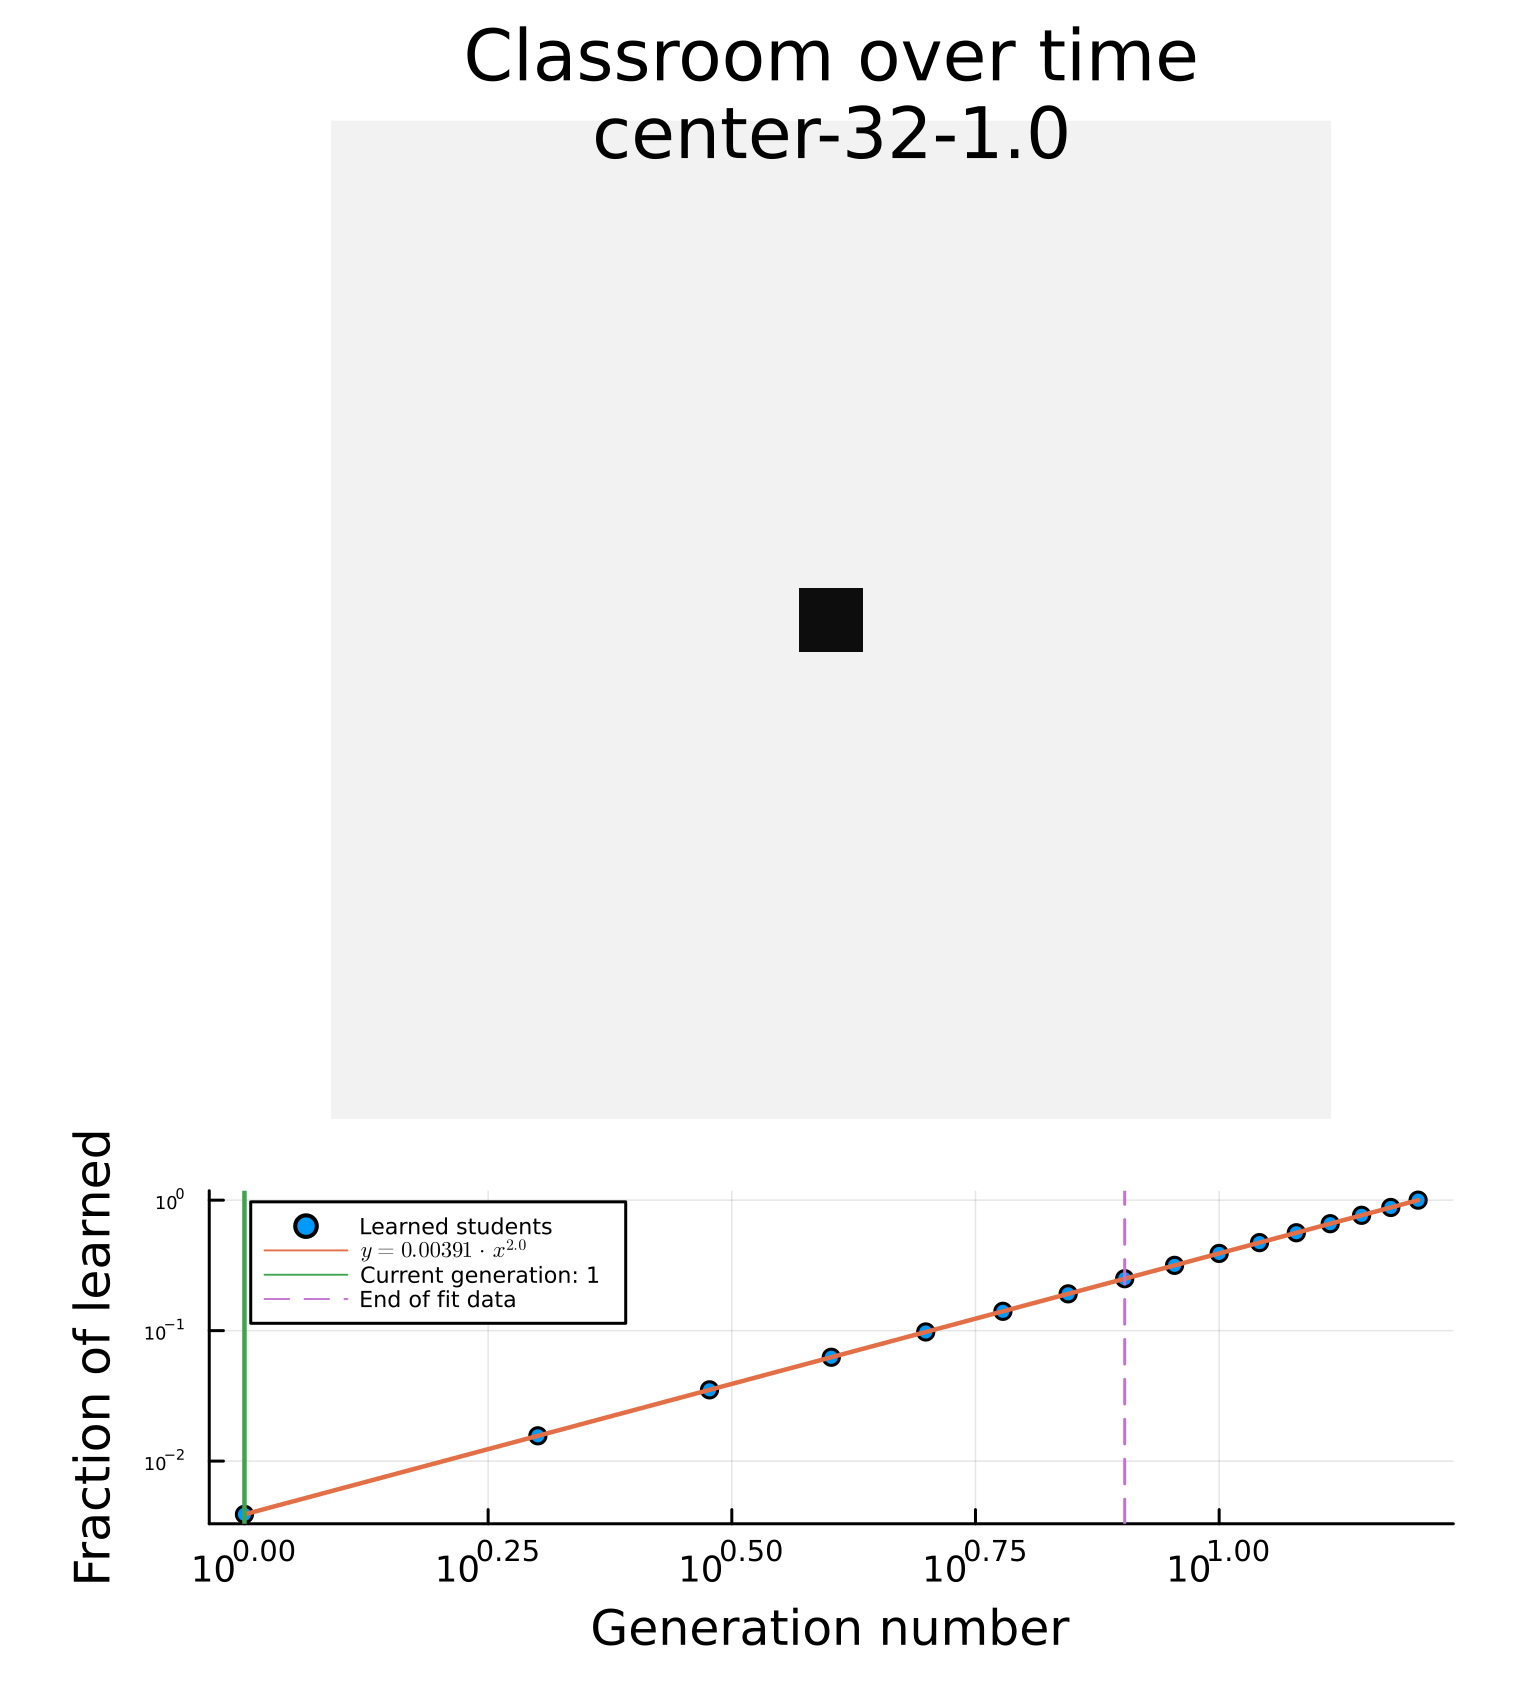 Classroom over time
center-32-1.0
Fraction of learned
10⁰
10⁻¹
10⁻²
Learned students
y = 0.00391 · x^{2.0}
Current generation: 1
End of fit data
10^{0.00} 10^{0.25} 10^{0.50} 10^{0.75} 10^{1.00}
Generation number